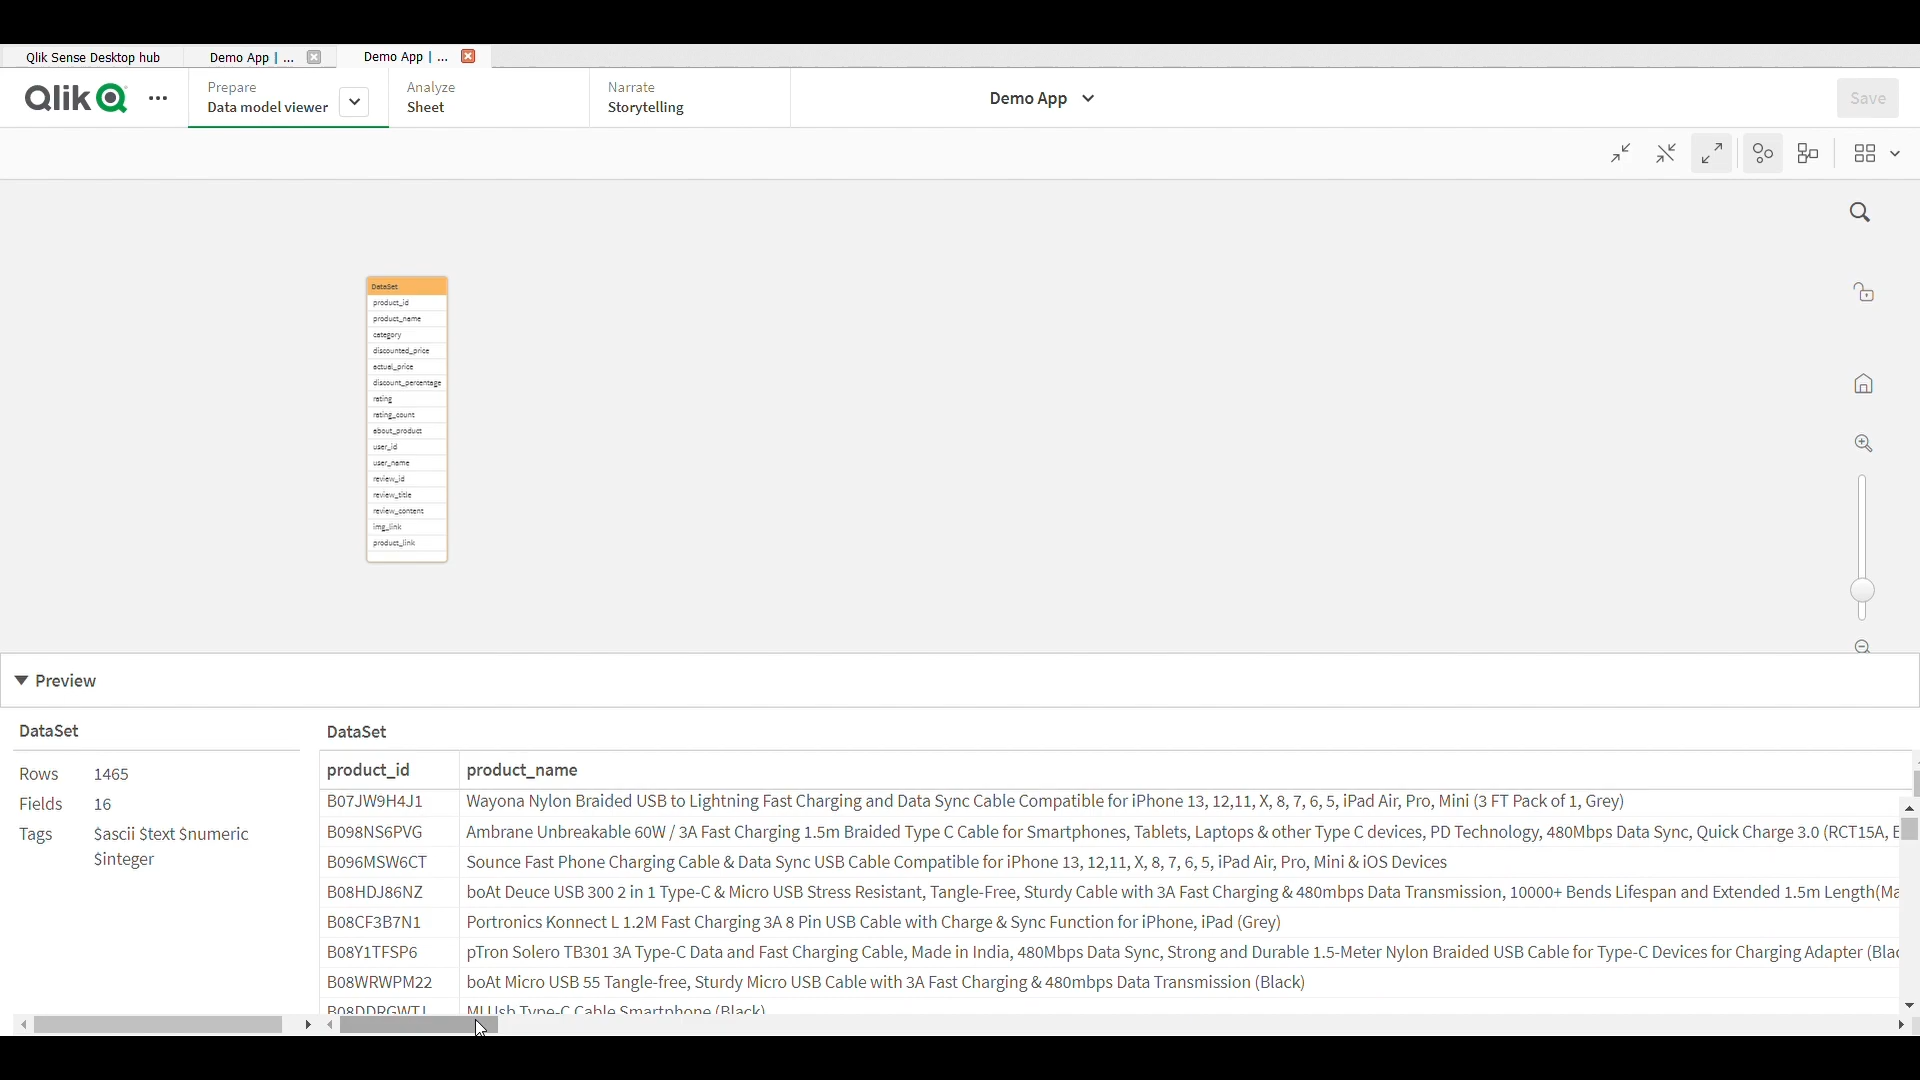 Qlik Sense Desktop hub
Demo App | ...
Demo App | ...
Qlik
Prepare
Data model viewer
Analyze
Sheet
Narrate
Storytelling
Demo App
Save
DataSet
product_id
product_name
category
discounted_price
actual_price
discount_percentage
rating
rating_count
about_product
user_id
user_name
review_id
review_title
review_content
img_link
product_link
Preview
DataSet
Rows 1465
Fields 16
Tags $ascii $text $numeric
$integer
DataSet
product_id product_name
B07JW9H4J1 Wayona Nylon Braided USB to Lightning Fast Charging and Data Sync Cable Compatible for iPhone 13, 12,11, X, 8, 7, 6, 5, iPad Air, Pro, Mini (3 FT Pack of 1, Grey)
B098NS6PVG Ambrane Unbreakable 60W / 3A Fast Charging 1.5m Braided Type C Cable for Smartphones, Tablets, Laptops & other Type C devices, PD Technology, 480Mbps Data Sync, Quick Charge 3.0 (RCT15A,
B096MSW6CT Sounce Fast Phone Charging Cable & Data Sync USB Cable Compatible for iPhone 13, 12,11, X, 8, 7, 6, 5, iPad Air, Pro, Mini & iOS Devices
B08HDJ86NZ boAt Deuce USB 300 2 in 1 Type-C & Micro USB Stress Resistant, Tangle-Free, Sturdy Cable with 3A Fast Charging & 480mbps Data Transmission, 10000+ Bends Lifespan and Extended 1.5m Length(Ma
B08CF3B7N1 Portronics Konnect L 1.2M Fast Charging 3A 8 Pin USB Cable with Charge & Sync Function for iPhone, iPad (Grey)
B08Y1TFSP6 pTron Solero TB301 3A Type-C Data and Fast Charging Cable, Made in India, 480Mbps Data Sync, Strong and Durable 1.5-Meter Nylon Braided USB Cable for Type-C Devices for Charging Adapter (Blac
B08WRWPM22 boAt Micro USB 55 Tangle-free, Sturdy Micro USB Cable with 3A Fast Charging & 480mbps Data Transmission (Black)
B08DDRGWTJ MI Usb Type-C Cable Smartphone (Black)